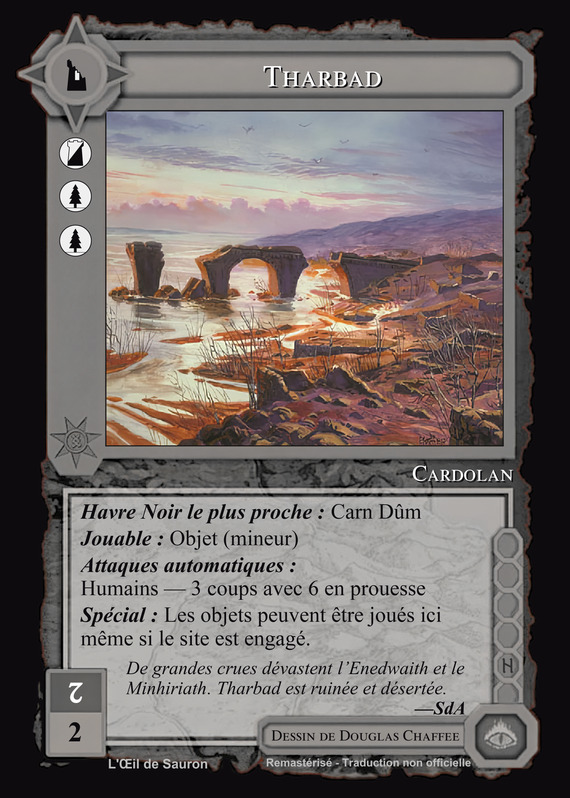 Tharbad
Cardolan
Havre Noir le plus proche : Carn Dûm
Jouable : Objet (mineur)
Attaques automatiques :
Humains — 3 coups avec 6 en prouesse
Spécial : Les objets peuvent être joués ici
même si le site est engagé.
De grandes crues dévastent l'Enedwaith et le
Minhiriath. Tharbad est ruinée et désertée.
—SdA
2
Dessin de Douglas Chaffee
L'Œil de Sauron
Remastérisé - Traduction non officielle